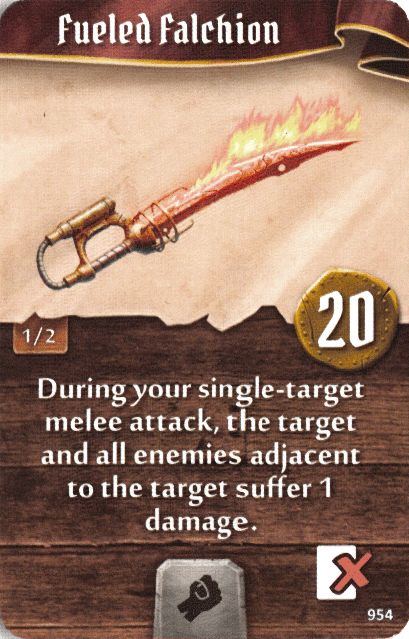 Fueled Falchion
1/2
20
During your single-target
melee attack, the target
and all enemies adjacent
to the target suffer 1
damage.
954